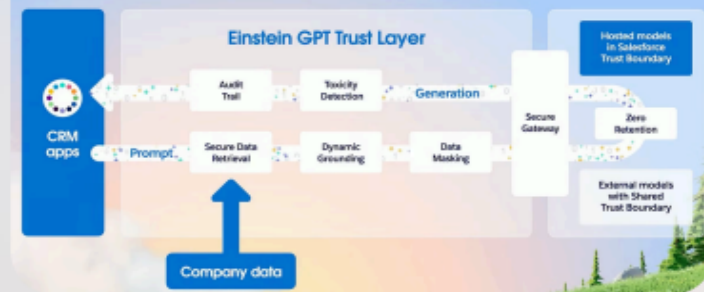 Einstein GPT Trust Layer
Hosted models
in Salesforce
Trust Boundary
Audit
Trail
Toxicity
Detection
Generation
CRM
apps
Secure
Gateway
Zero
Retention
Prompt
Secure Data
Retrieval
Dynamic
Grounding
Data
Masking
External models
with Shared
Trust Boundary
Company data